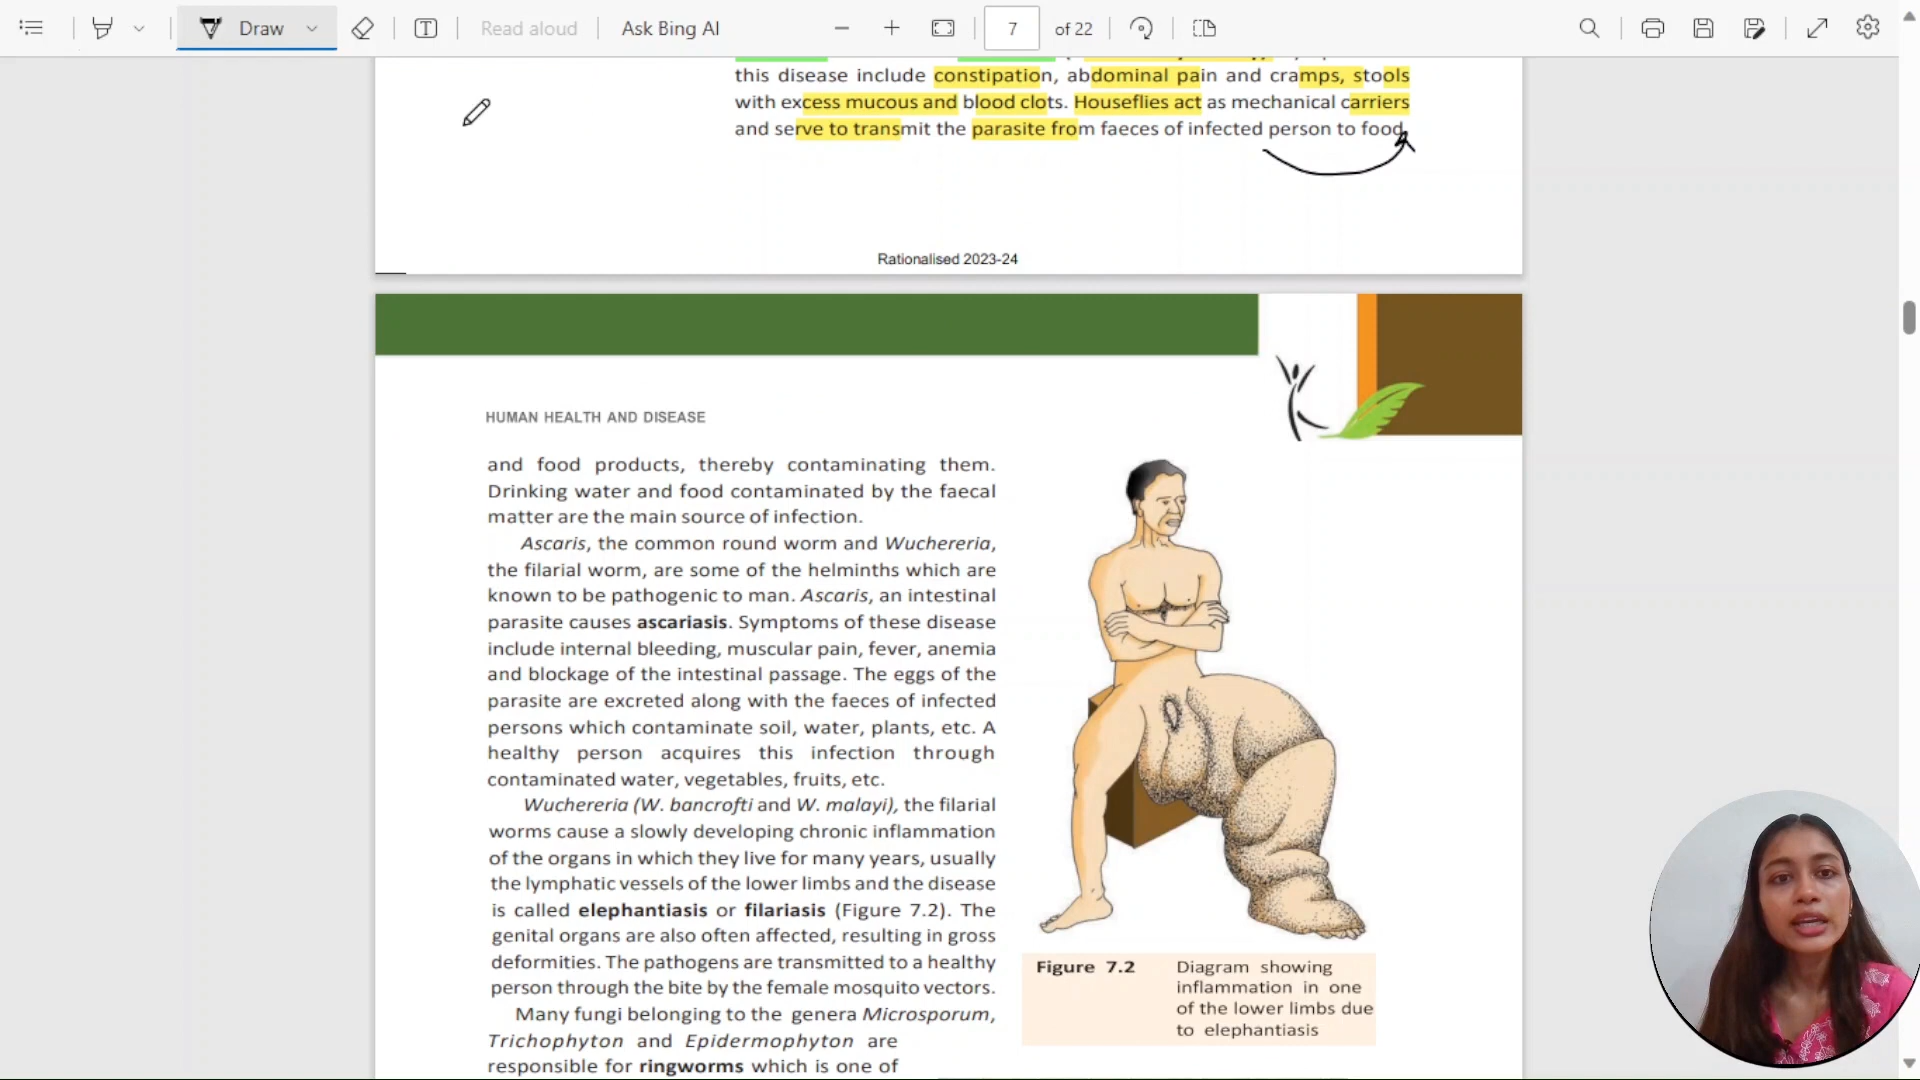 Draw
Read aloud
Ask Bing AI
7
of 22
this disease include constipation, abdominal pain and cramps, stools
with excess mucous and blood clots. Houseflies act as mechanical carriers
and serve to transmit the parasite from faeces of infected person to food
Rationalised 2023-24
HUMAN HEALTH AND DISEASE
and food products, thereby contaminating them.
Drinking water and food contaminated by the faecal
matter are the main source of infection.
Ascaris, the common round worm and Wuchereria,
the filarial worm, are some of the helminths which are
known to be pathogenic to man. Ascaris, an intestinal
parasite causes ascariasis. Symptoms of these disease
include internal bleeding, muscular pain, fever, anemia
and blockage of the intestinal passage. The eggs of the
parasite are excreted along with the faeces of infected
persons which contaminate soil, water, plants, etc. A
healthy person acquires this infection through
contaminated water, vegetables, fruits, etc.
Wuchereria (W. bancrofti and W. malayi), the filarial
worms cause a slowly developing chronic inflammation
of the organs in which they live for many years, usually
the lymphatic vessels of the lower limbs and the disease
is called elephantiasis or filariasis (Figure 7.2). The
genital organs are also often affected, resulting in gross
deformities. The pathogens are transmitted to a healthy
person through the bite by the female mosquito vectors.
Many fungi belonging to the genera Microsporum,
Trichophyton and Epidermophyton are
responsible for ringworms which is one of
Figure 7.2 Diagram showing
inflammation in one
of the lower limbs due
to elephantiasis